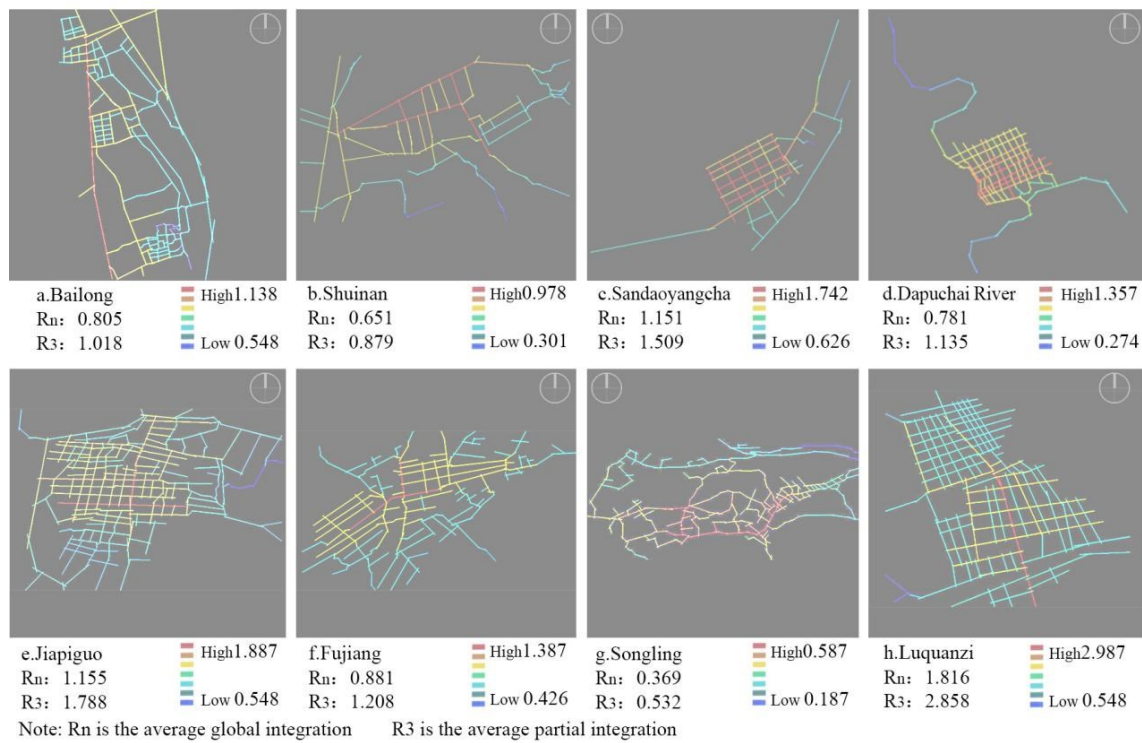 a.Bailong
High1.138
Rn：0.805
R3：1.018
Low 0.548
b.Shuinan
High0.978
Rn：0.651
R3：0.879
Low 0.301
c.Sandaoyangcha
High1.742
Rn：1.151
R3：1.509
Low 0.626
d.Dapuchai River
High1.357
Rn：0.781
R3：1.135
Low 0.274
e.Jiapiguo
High1.887
Rn：1.155
R3：1.788
Low 0.548
f.Fujiang
High1.387
Rn：0.881
R3：1.208
Low 0.426
g.Songling
High0.587
Rn：0.369
R3：0.532
Low 0.187
h.Luquanzi
High2.987
Rn：1.816
R3：2.858
Low 0.548
Note: Rn is the average global integration R3 is the average partial integration